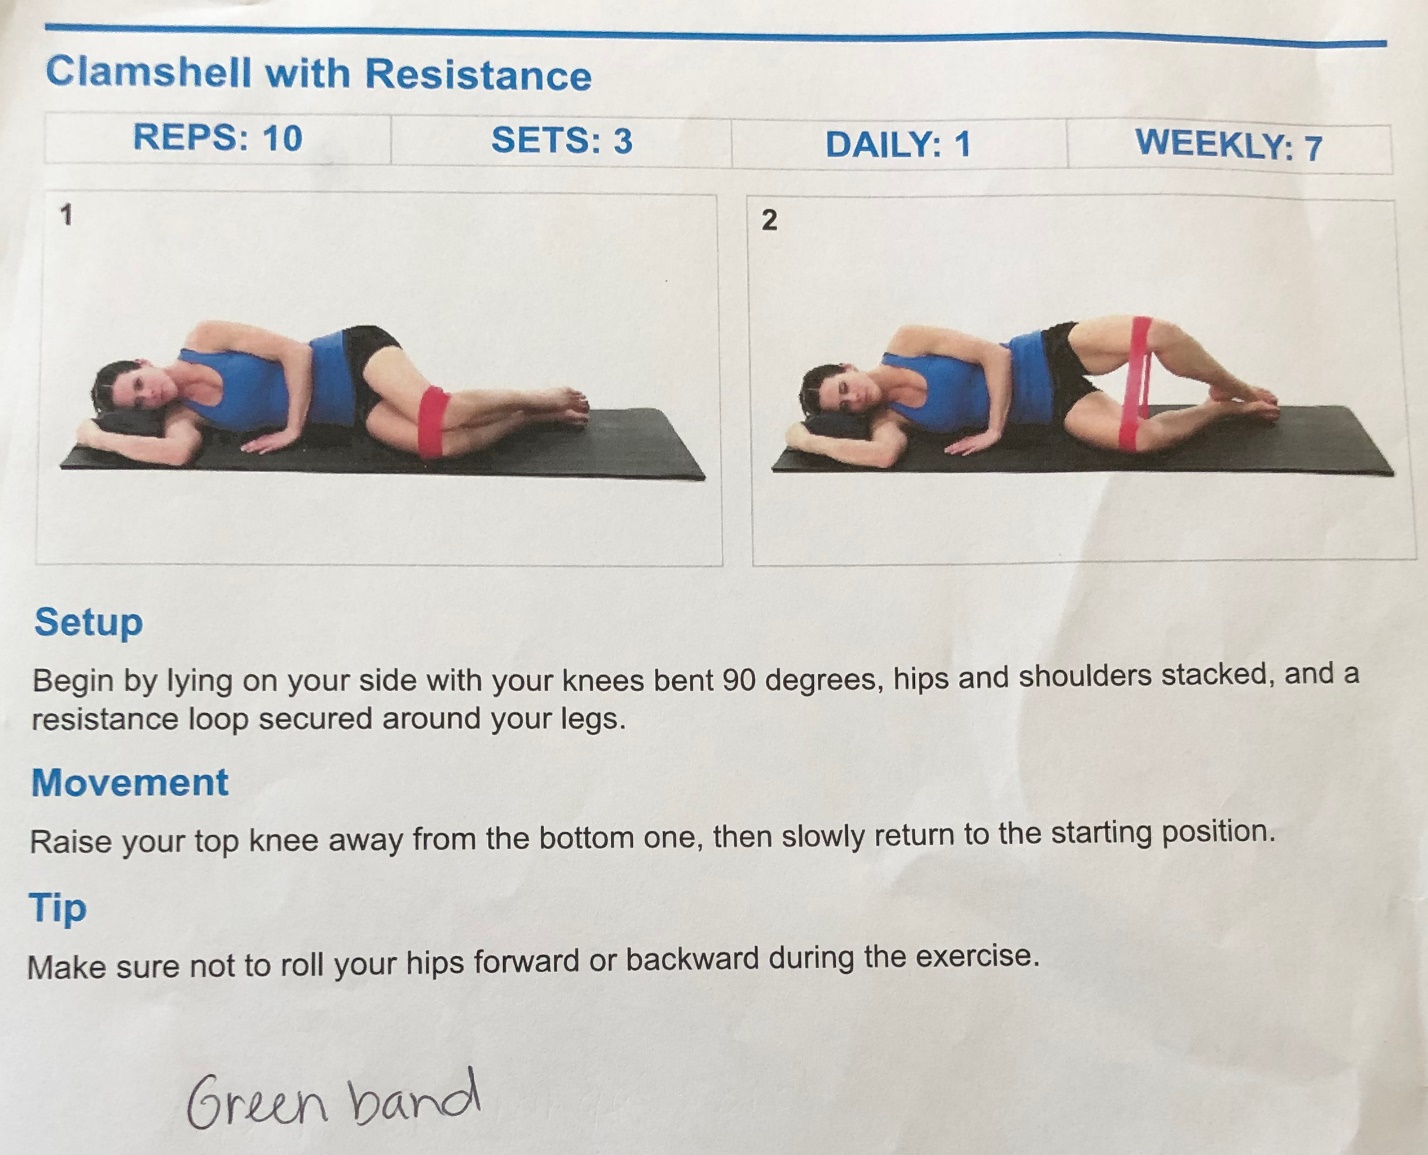 Clamshell with Resistance
REPS: 10 SETS: 3 DAILY: 1 WEEKLY: 7
1 2
Setup
Begin by lying on your side with your knees bent 90 degrees, hips and shoulders stacked, and a
resistance loop secured around your legs.
Movement
Raise your top knee away from the bottom one, then slowly return to the starting position.
Tip
Make sure not to roll your hips forward or backward during the exercise.
Green band